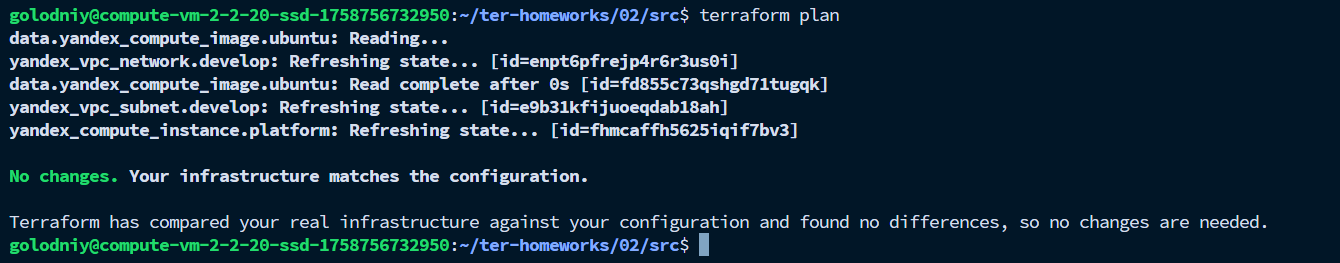 golodniy@compute-vm-2-2-20-ssd-1758756732950:~/ter-homeworks/02/src$ terraform plan
data.yandex_compute_image.ubuntu: Reading...
yandex_vpc_network.develop: Refreshing state... [id=enpt6pfrejp4r6r3us0i]
data.yandex_compute_image.ubuntu: Read complete after 0s [id=fd855c73qshgd71tugqk]
yandex_vpc_subnet.develop: Refreshing state... [id=e9b31kfijuoeqdab18ah]
yandex_compute_instance.platform: Refreshing state... [id=fhmcaffh5625iqif7bv3]
No changes. Your infrastructure matches the configuration.
Terraform has compared your real infrastructure against your configuration and found no differences, so no changes are needed.
golodniy@compute-vm-2-2-20-ssd-1758756732950:~/ter-homeworks/02/src$